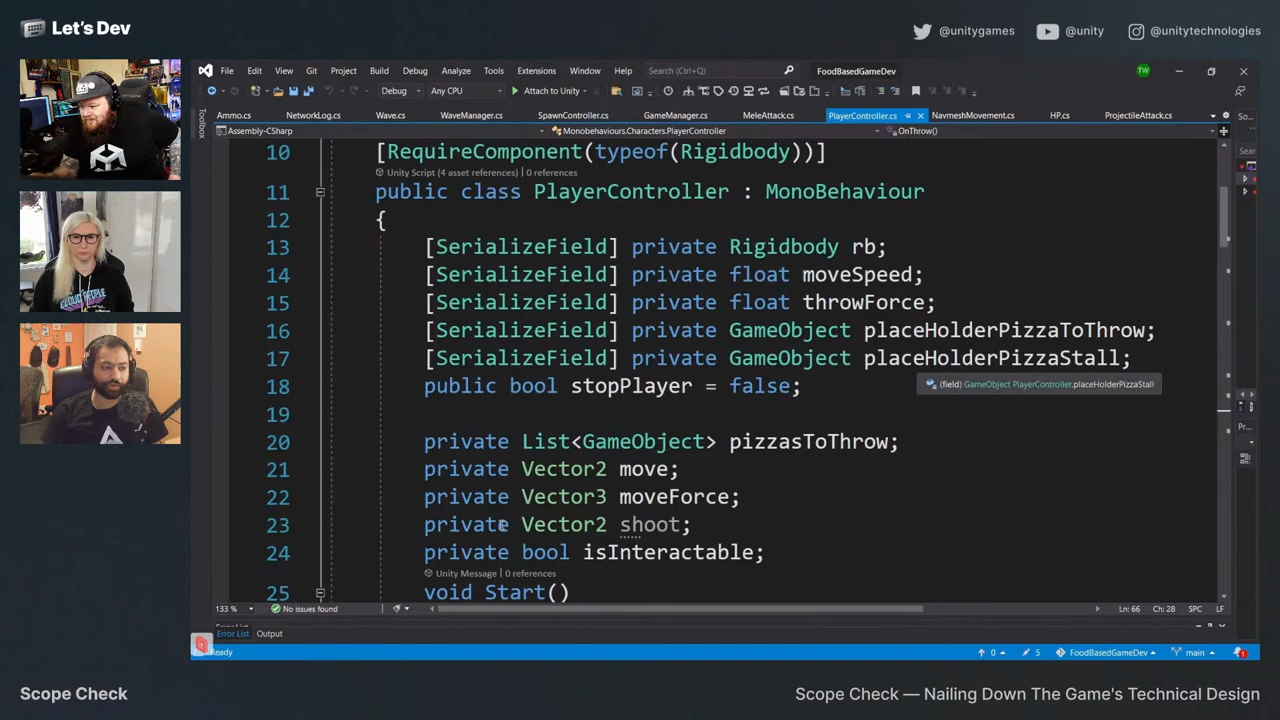 Let's Dev
@unitygames
@unity
@unitytechnologies
File Edit View Git Project Build Debug Analyze Tools Extensions Window Help Search (Ctrl+Q) FoodBasedGameDev TW
Debug Any CPU Attach to Unity
Toolbox
Ammo.cs NetworkLog.cs Wave.cs WaveManager.cs SpawnController.cs GameManager.cs MeleAttack.cs PlayerController.cs NavmeshMovement.cs HP.cs ProjectileAttack.cs So...
Assembly-CSharp Monobehaviours.Characters.PlayerController OnThrow()
Sear
10 [RequireComponent(typeof(Rigidbody))]
Unity Script (4 asset references) | 0 references
11 public class PlayerController : MonoBehaviour
12 {
13 [SerializeField] private Rigidbody rb;
14 [SerializeField] private float moveSpeed;
15 [SerializeField] private float throwForce;
16 [SerializeField] private GameObject placeHolderPizzaToThrow;
17 [SerializeField] private GameObject placeHolderPizzaStall;
(field) GameObject PlayerController.placeHolderPizzaStall
18 public bool stopPlayer = false;
19
20 private List<GameObject> pizzasToThrow;
21 private Vector2 move;
22 private Vector3 moveForce;
23 private Vector2 shoot;
24 private bool isInteractable;
Unity Message | 0 references
25 void Start()
Pr...
133 % No issues found Ln: 66 Ch: 28 SPC LF
Error List
Error List Output
Ready 0 5 FoodBasedGameDev main 1
Scope Check
Scope Check — Nailing Down The Game's Technical Design